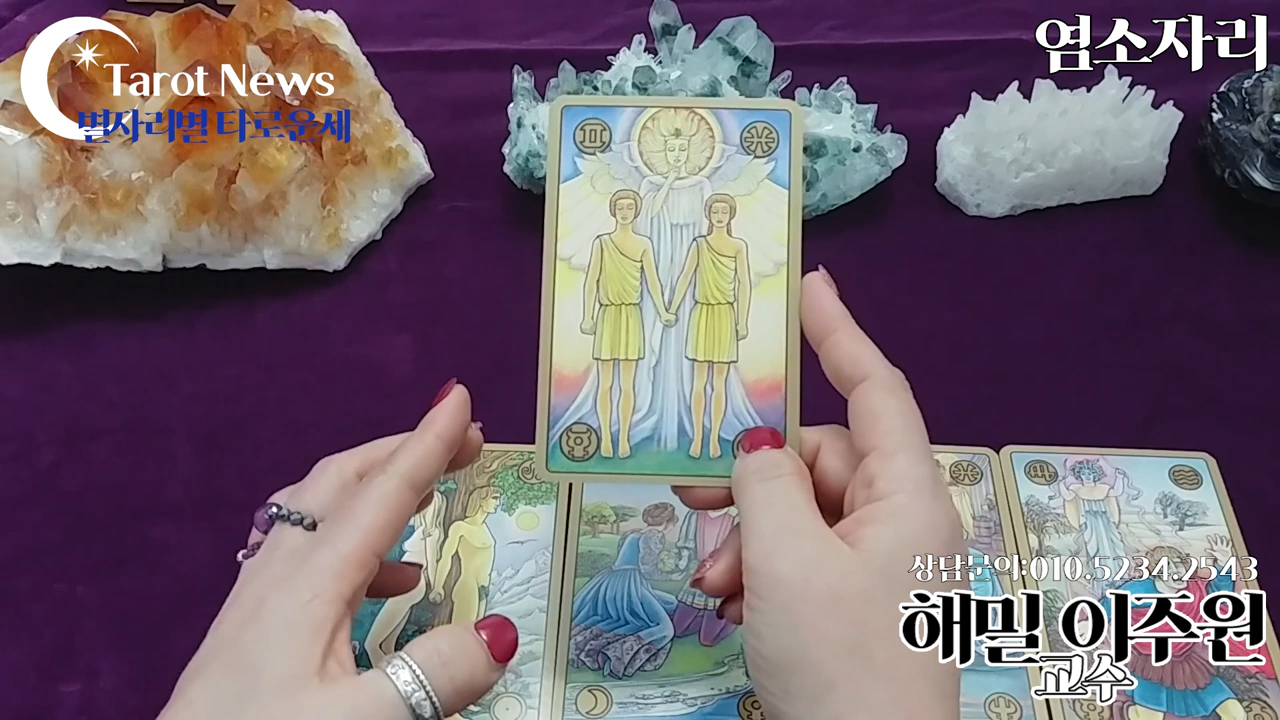 Tarot News
별자리별 타로운세
염소자리
상담문의:010.5234.2543
해밀 이주원
교수